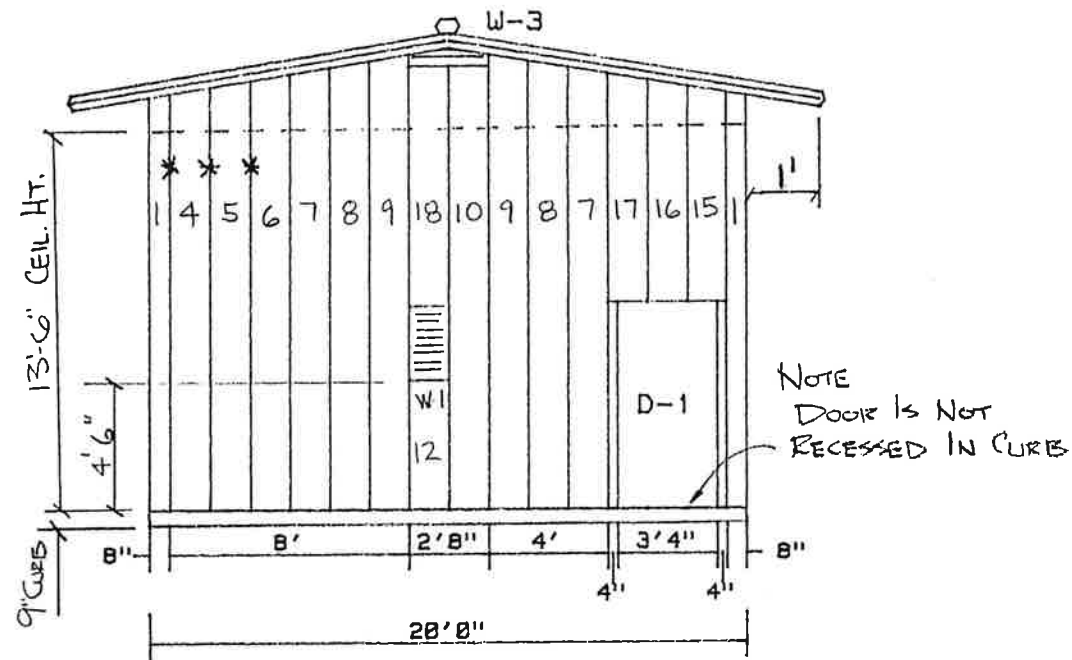 W-3
1'
13'-6" CEIL. HT.
1 4 5 6 7 8 9 18 10 9 8 7 17 16 15 1
4'6"
W1
12
D-1
NOTE
DOOR IS NOT
RECESSED IN CURB
9" CURB
8" 8' 2'8" 4' 3'4" 8"
4" 4"
20'0"